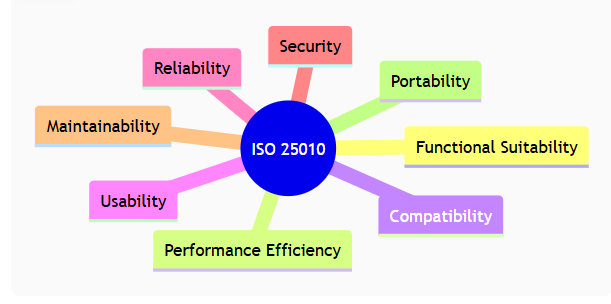 Security
Reliability
Portability
Maintainability
ISO 25010
Functional Suitability
Usability
Compatibility
Performance Efficiency